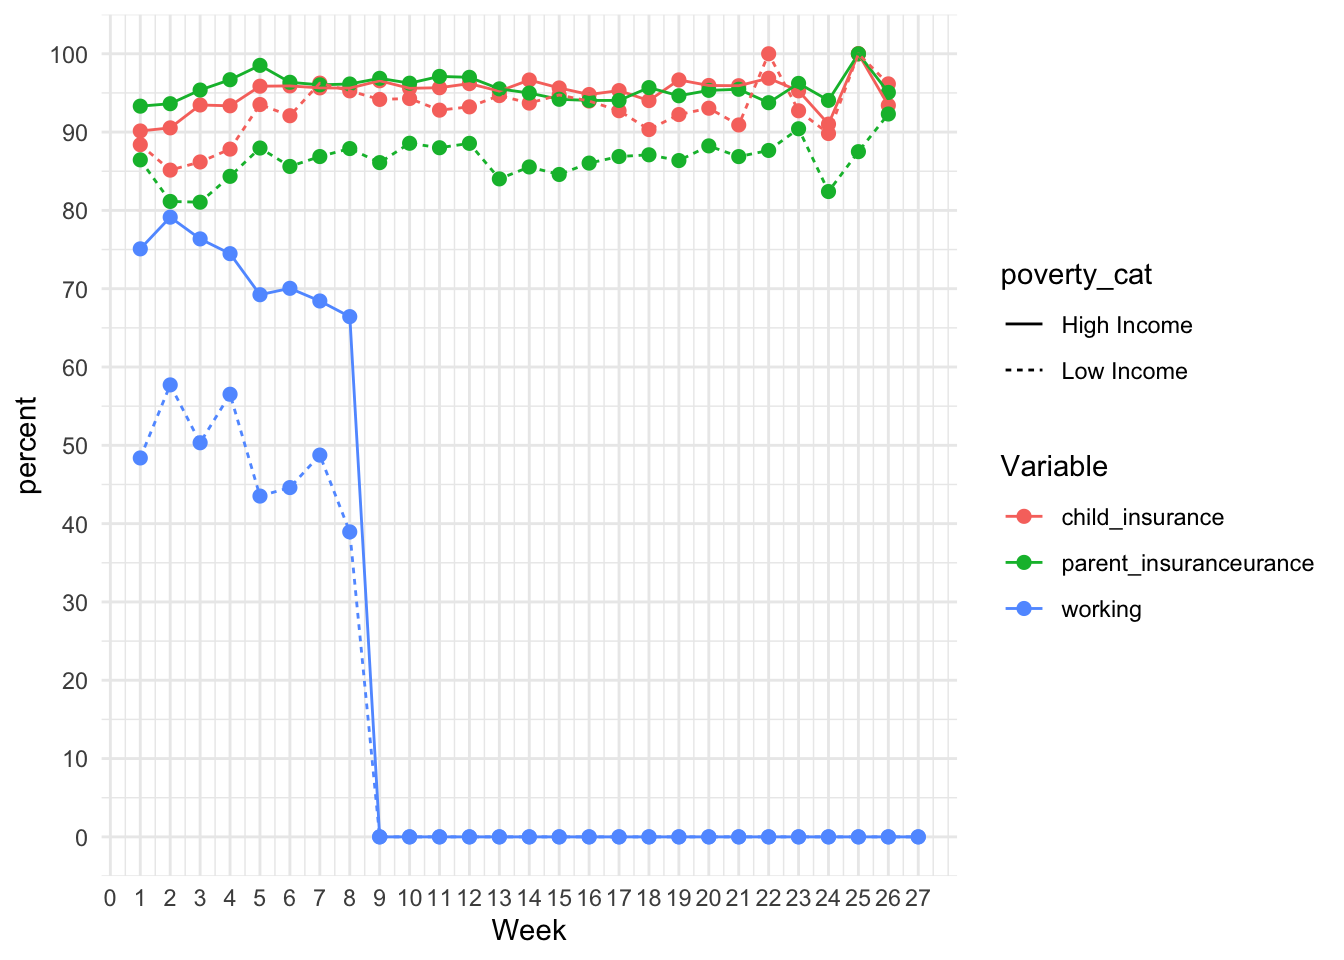 100
90
80
70
60
50
40
30
20
10
0
percent
0 1 2 3 4 5 6 7 8 9 10 11 12 13 14 15 16 17 18 19 20 21 22 23 24 25 26 27
Week
poverty_cat
High Income
Low Income
Variable
child_insurance
parent_insuranceurance
working